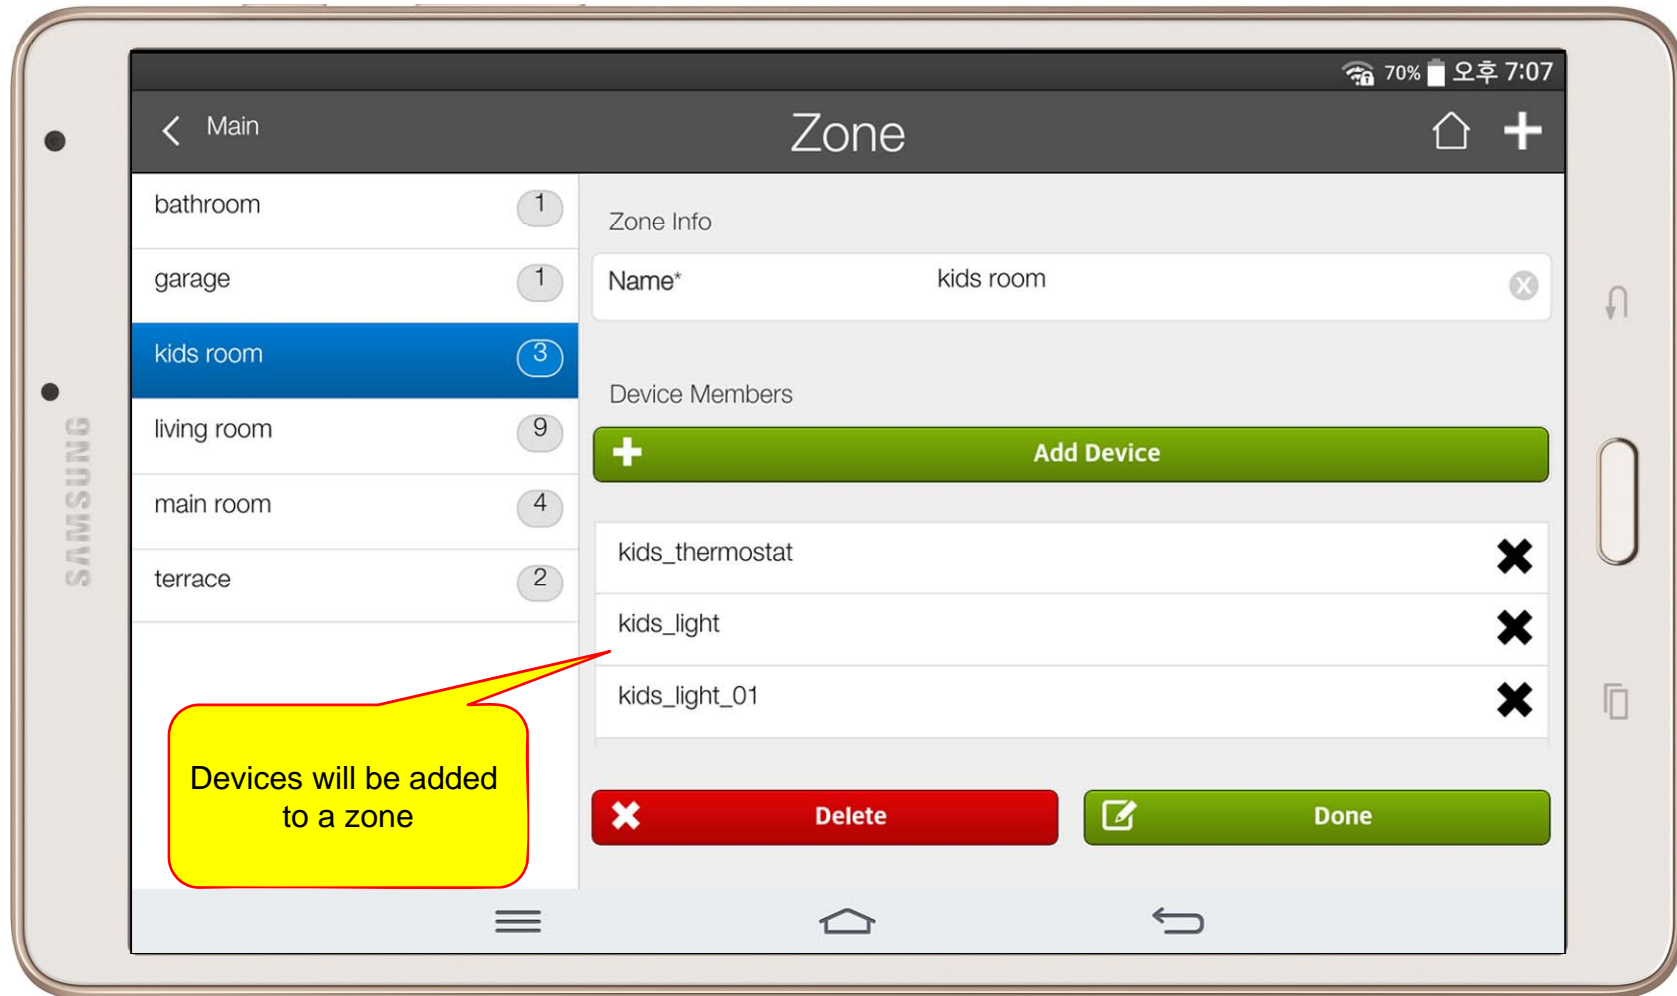 70% 오후 7:07
Main
Zone
bathroom 1
garage 1
kids room 3
living room 9
main room 4
terrace 2
Zone Info
Name* kids room
Device Members
Add Device
kids_thermostat
kids_light
kids_light_01
Delete
Done
Devices will be added
to a zone
SAMSUNG